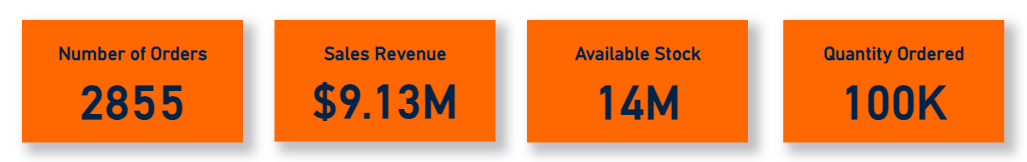 Number of Orders
2855
Sales Revenue
$9.13M
Available Stock
14M
Quantity Ordered
100K